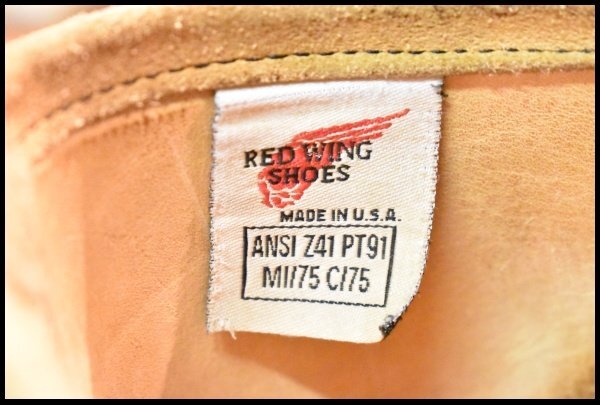 RED WING
SHOES
MADE IN U.S.A.
ANSI Z41 PT91
MI/75 C/75